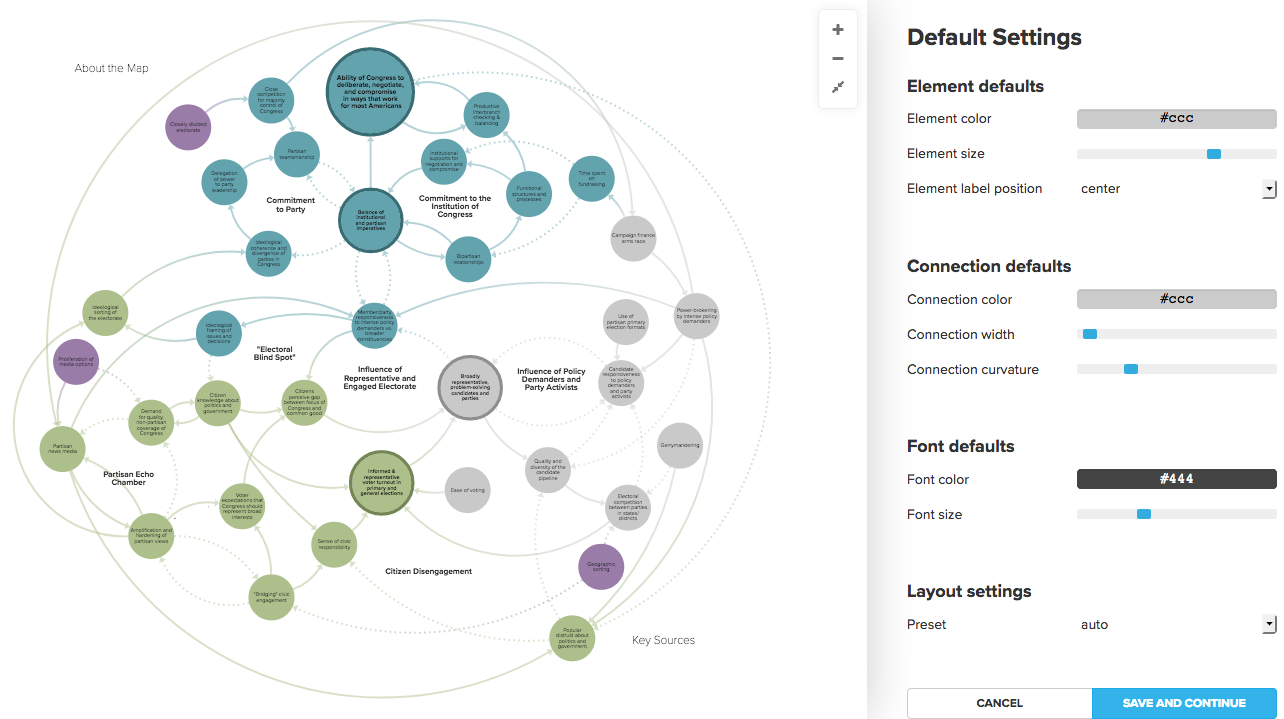 About the Map
Ability of Congress to
deliberate, negotiate,
and compromise
in ways that work
for most Americans
Close
competition
for majority
control of
Congress
Closely divided
electorate
Productive
interbranch
checking &
balancing
Partisan
teamsmanship
Institutional
supports for
negotiation and
compromise
Delegation
of power
to party
leadership
Time spent
on
fundraising
Functional
structures and
processes
Commitment
to Party
Commitment to the
Institution of
Congress
Balance of
institutional
and partisan
imperatives
Campaign finance
arms race
Ideological
coherence and
divergence of
parties in
Congress
Bipartisan
relationships
Ideological
sorting of
the electorate
Member/party
responsiveness
to intense policy
demanders vs.
broader
constituencies
Use of
partisan primary
election formats
Power-brokering
by intense policy
demanders
Ideological
framing of
issues and
decisions
"Electoral
Blind Spot"
Proliferation of
media options
Influence of
Representative and
Engaged Electorate
Broadly
representative,
problem-solving
candidates and
parties
Influence of Policy
Demanders and
Party Activists
Candidate
responsiveness
to policy
demanders
and party
activists
Citizen
knowledge about
politics and
government
Citizens
perceive gap
between focus of
Congress and
common good
Demand
for quality,
non-partisan
coverage of
Congress
Partisan
news media
Gerrymandering
Partisan Echo
Chamber
Informed &
representative
voter turnout in
primary and
general elections
Ease of voting
Quality and
diversity of the
candidate
pipeline
Voter
expectations that
Congress should
represent broad
interests
Electoral
competition
between parties
in states/
districts
Amplification and
hardening of
partisan views
Sense of civic
responsibility
Citizen Disengagement
Geographic
sorting
"Bridging" civic
engagement
Popular
distrust about
politics and
government
Key Sources
Default Settings
Element defaults
Element color #ccc
Element size
Element label position center
Connection defaults
Connection color #ccc
Connection width
Connection curvature
Font defaults
Font color #444
Font size
Layout settings
Preset auto
CANCEL SAVE AND CONTINUE